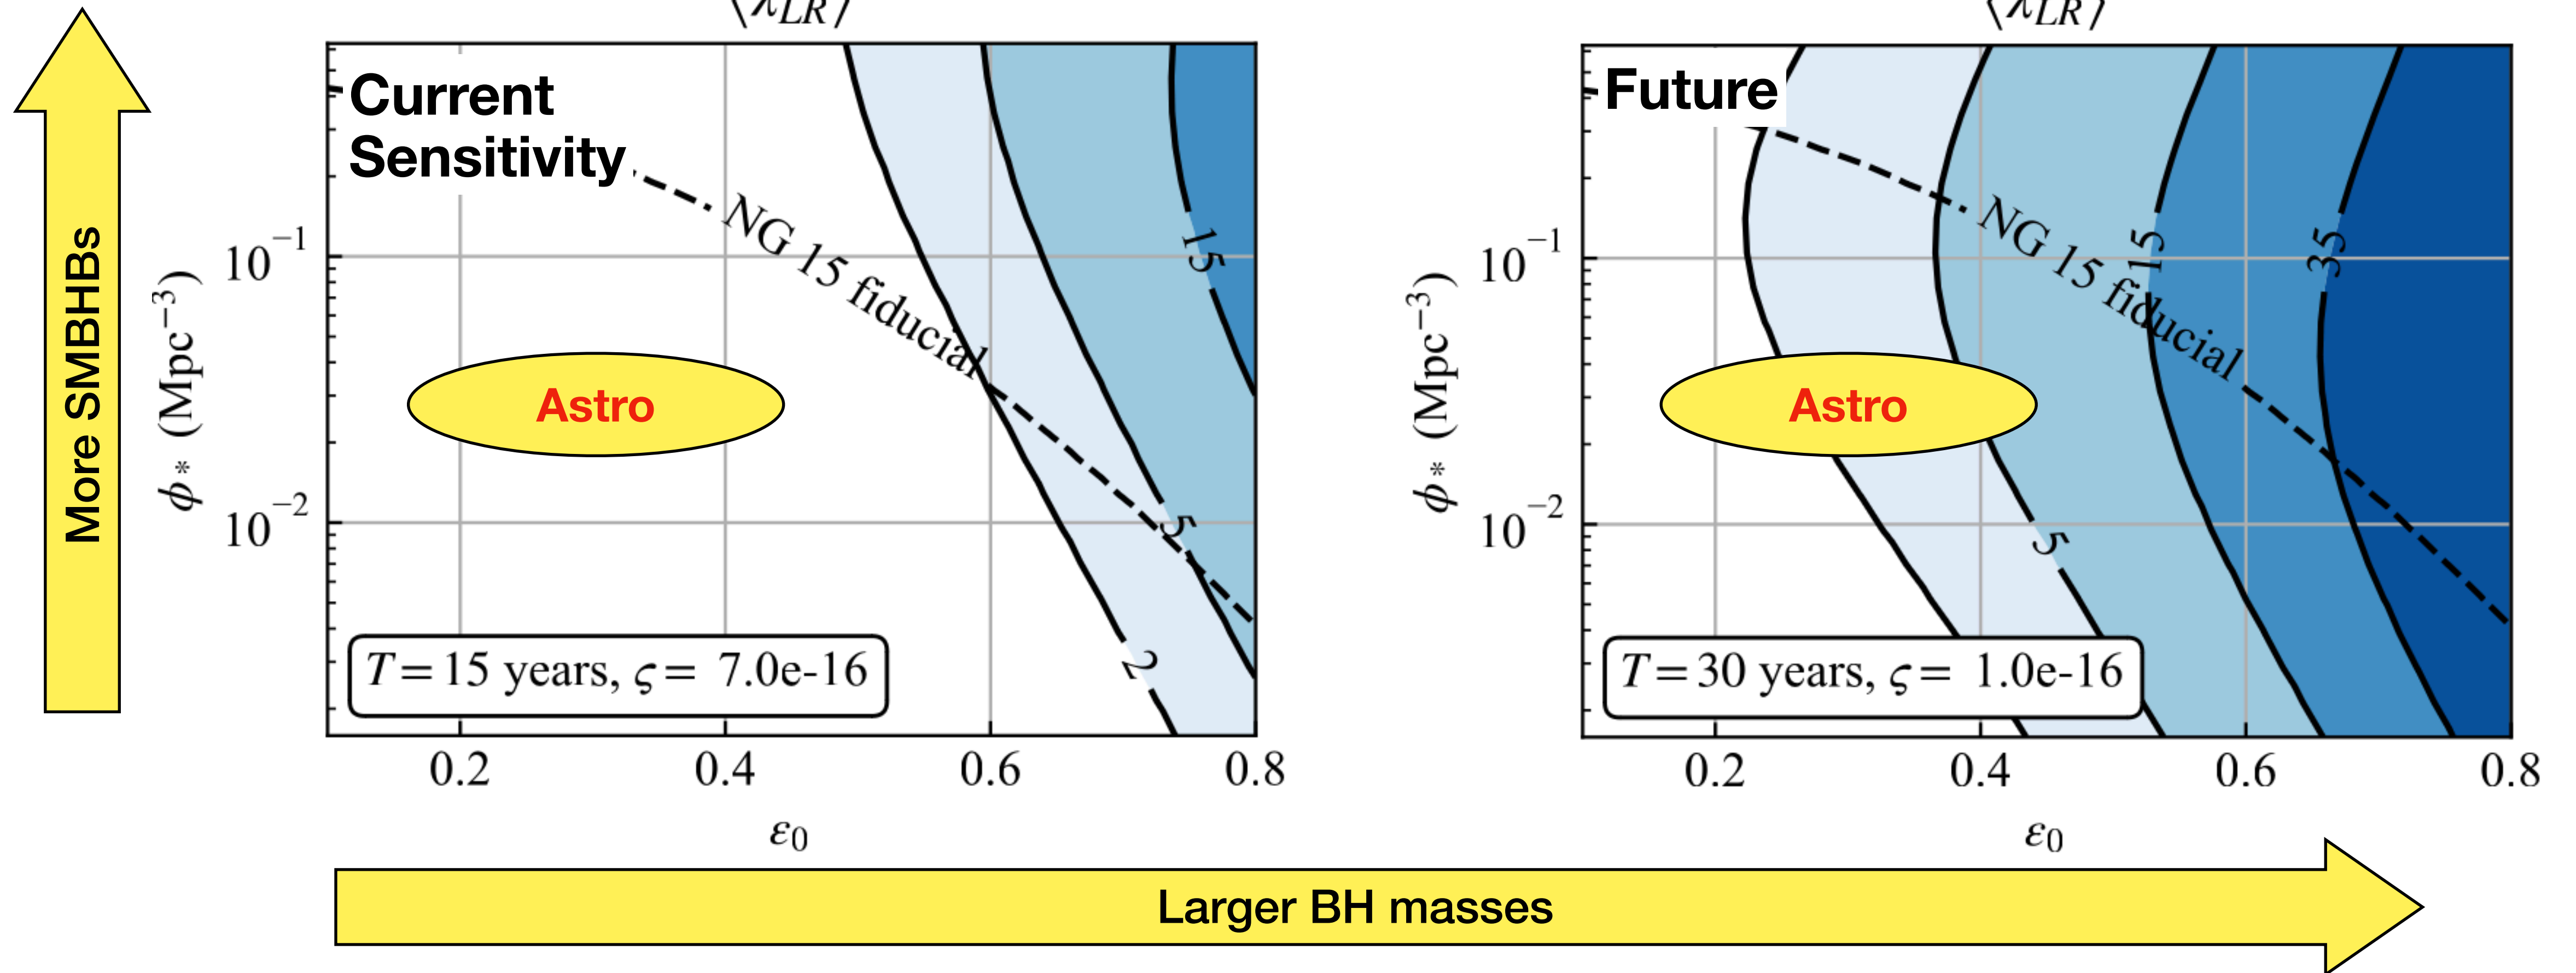 ⟨λ_LR⟩
Current
Sensitivity
NG 15 fiducial
15
5
2
Astro
T = 15 years, ς = 7.0e-16
10⁻¹
10⁻²
ϕ* (Mpc⁻³)
More SMBHBs
0.2 0.4 0.6 0.8
ε₀
⟨λ_LR⟩
Future
NG 15 fiducial
15
35
5
Astro
T = 30 years, ς = 1.0e-16
10⁻¹
10⁻²
ϕ* (Mpc⁻³)
0.2 0.4 0.6 0.8
ε₀
Larger BH masses